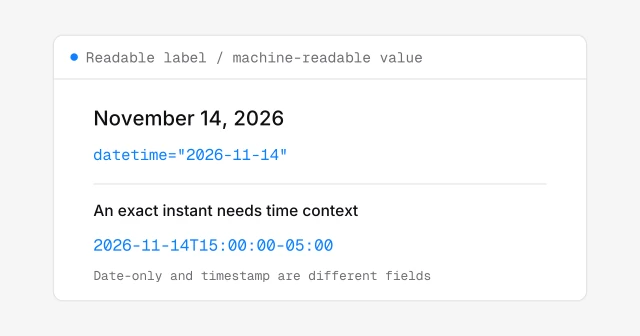 Readable label / machine-readable value
November 14, 2026
datetime="2026-11-14"
An exact instant needs time context
2026-11-14T15:00:00-05:00
Date-only and timestamp are different fields